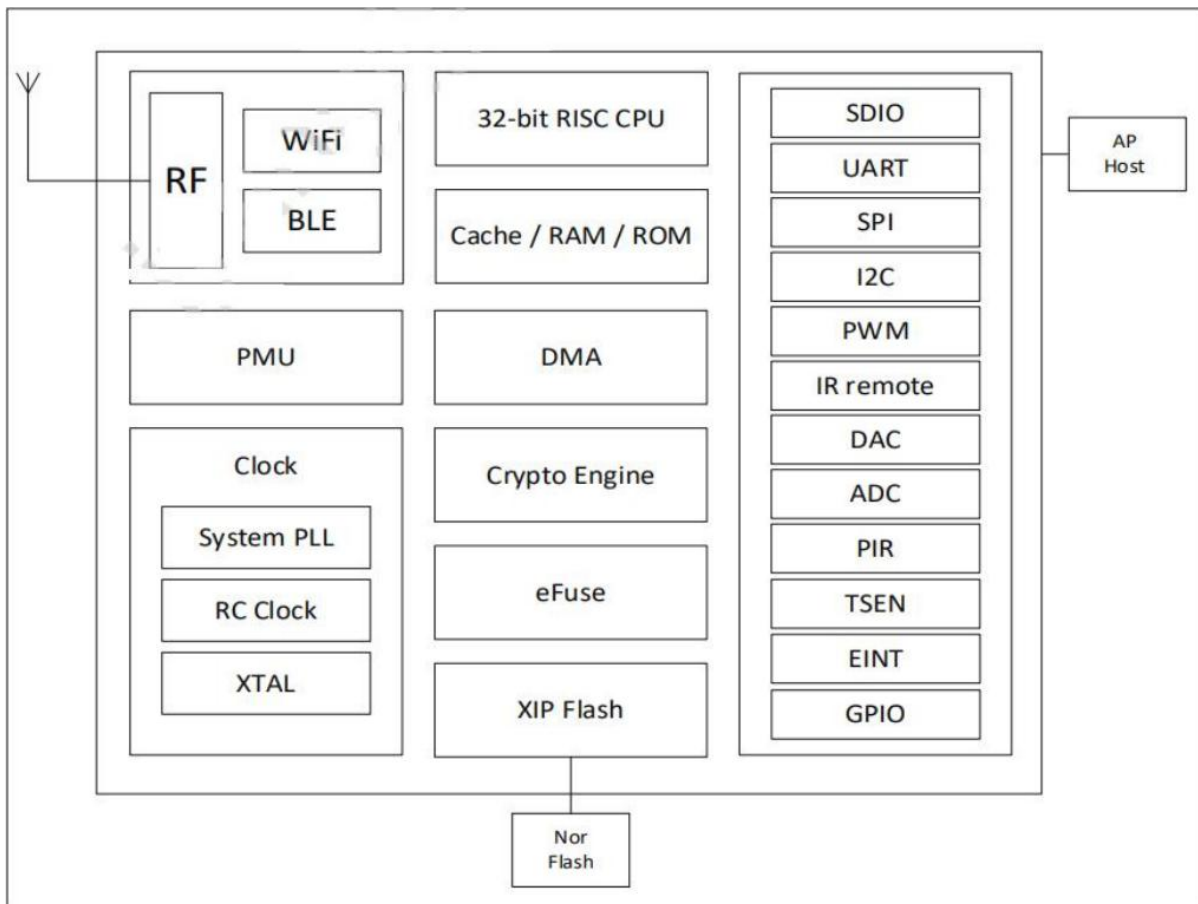 RF
WiFi
BLE
PMU
Clock
System PLL
RC Clock
XTAL
32-bit RISC CPU
Cache / RAM / ROM
DMA
Crypto Engine
eFuse
XIP Flash
Nor
Flash
SDIO
UART
SPI
I2C
PWM
IR remote
DAC
ADC
PIR
TSEN
EINT
GPIO
AP
Host